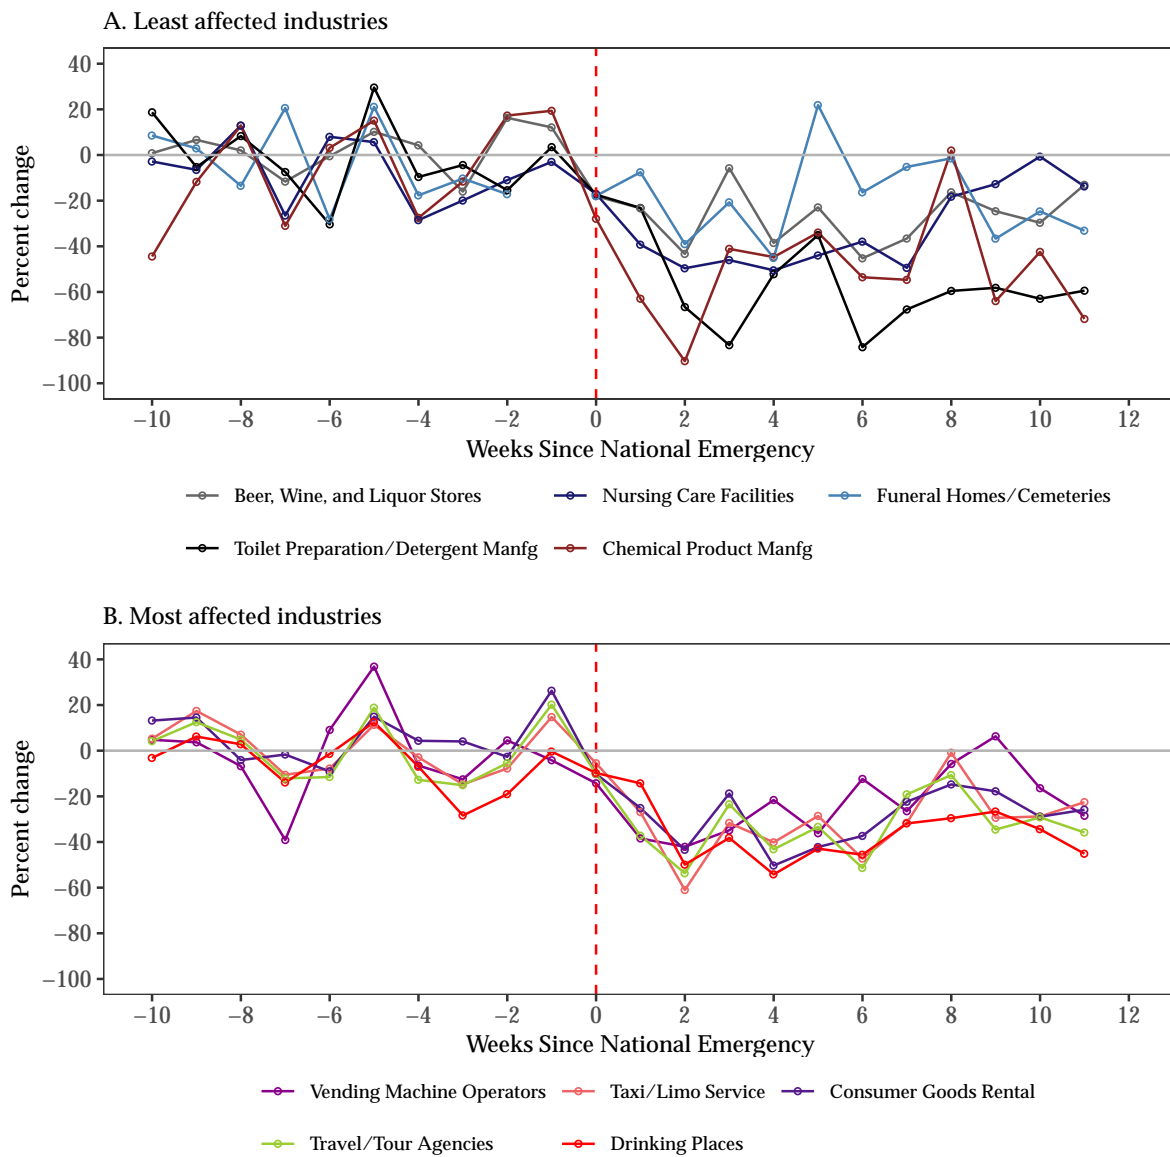 A. Least affected industries
Percent change
40
20
0
−20
−40
−60
−80
−100
−10 −8 −6 −4 −2 0 2 4 6 8 10 12
Weeks Since National Emergency
Beer, Wine, and Liquor Stores Nursing Care Facilities Funeral Homes/Cemeteries
Toilet Preparation/Detergent Manfg Chemical Product Manfg
B. Most affected industries
Percent change
40
20
0
−20
−40
−60
−80
−100
−10 −8 −6 −4 −2 0 2 4 6 8 10 12
Weeks Since National Emergency
Vending Machine Operators Taxi/Limo Service Consumer Goods Rental
Travel/Tour Agencies Drinking Places